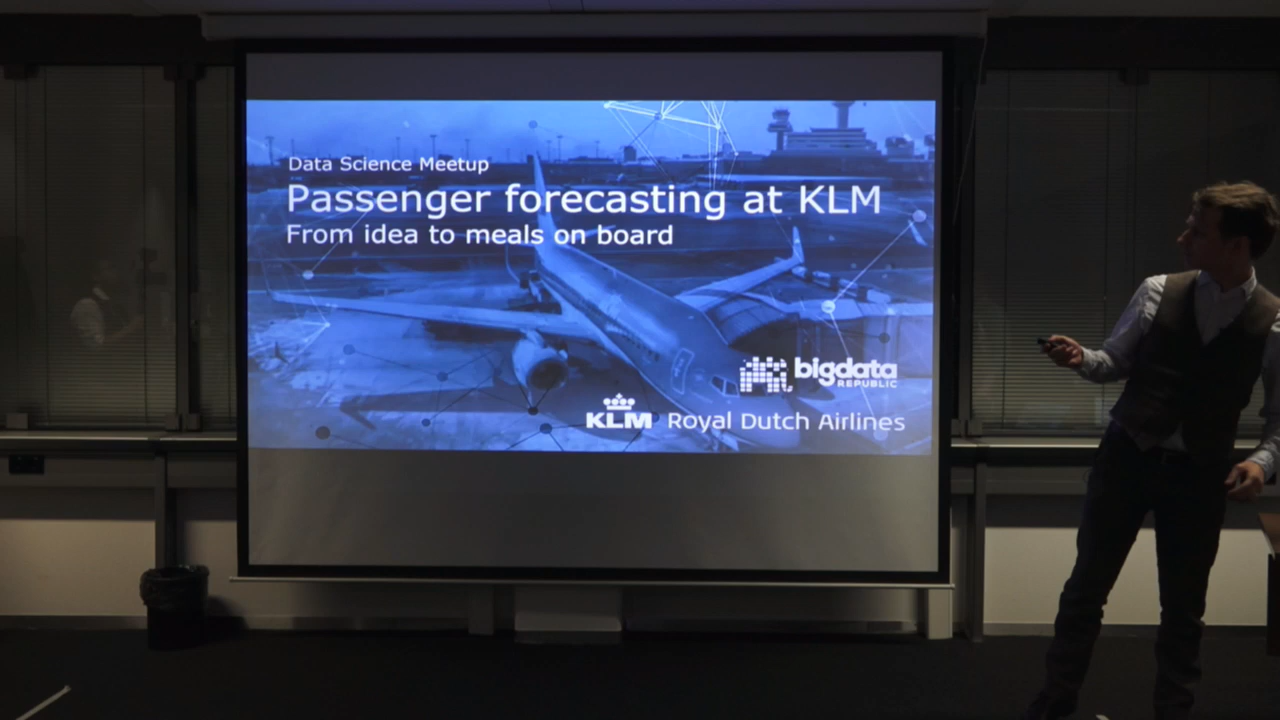 Data Science Meetup
Passenger forecasting at KLM
From idea to meals on board
bigdata
REPUBLIC
KLM Royal Dutch Airlines